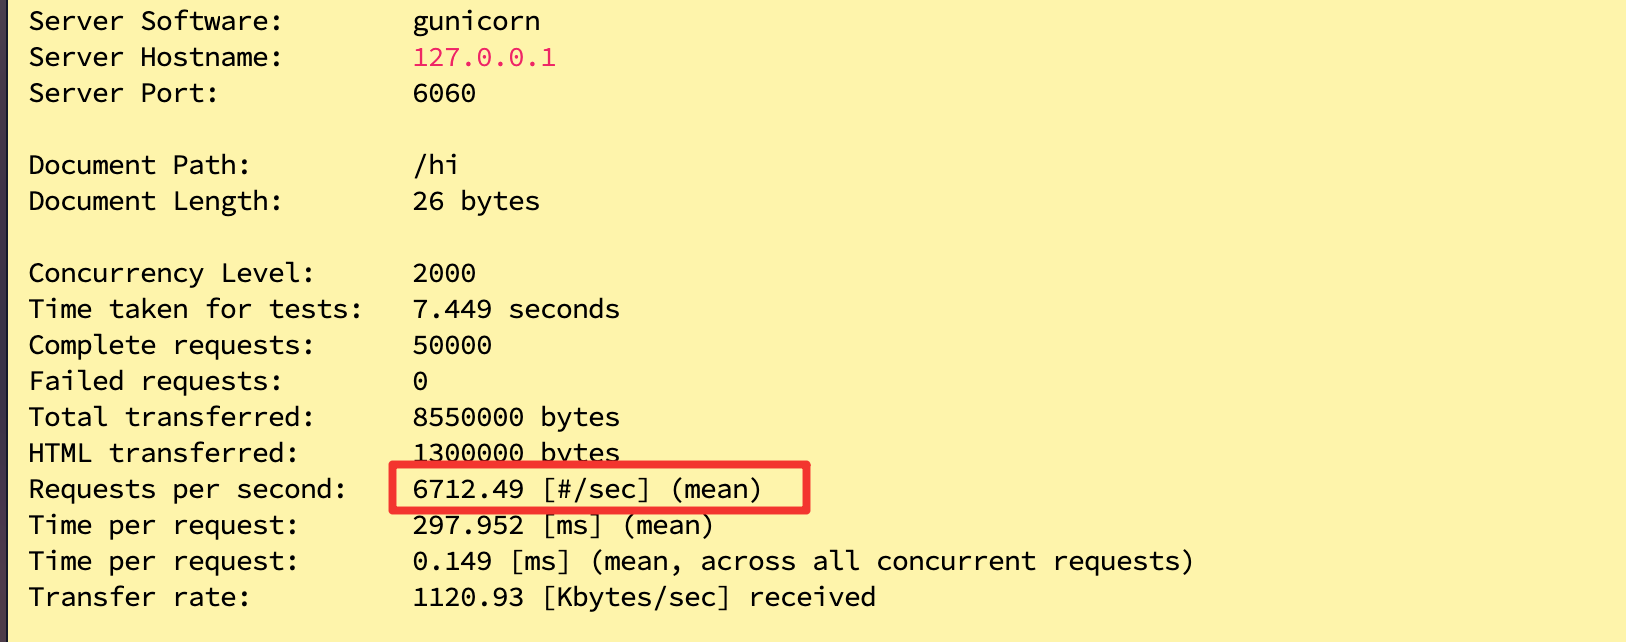 Server Software: gunicorn
Server Hostname: 127.0.0.1
Server Port: 6060
Document Path: /hi
Document Length: 26 bytes
Concurrency Level: 2000
Time taken for tests: 7.449 seconds
Complete requests: 50000
Failed requests: 0
Total transferred: 8550000 bytes
HTML transferred: 1300000 bytes
Requests per second: 6712.49 [#/sec] (mean)
Time per request: 297.952 [ms] (mean)
Time per request: 0.149 [ms] (mean, across all concurrent requests)
Transfer rate: 1120.93 [Kbytes/sec] received